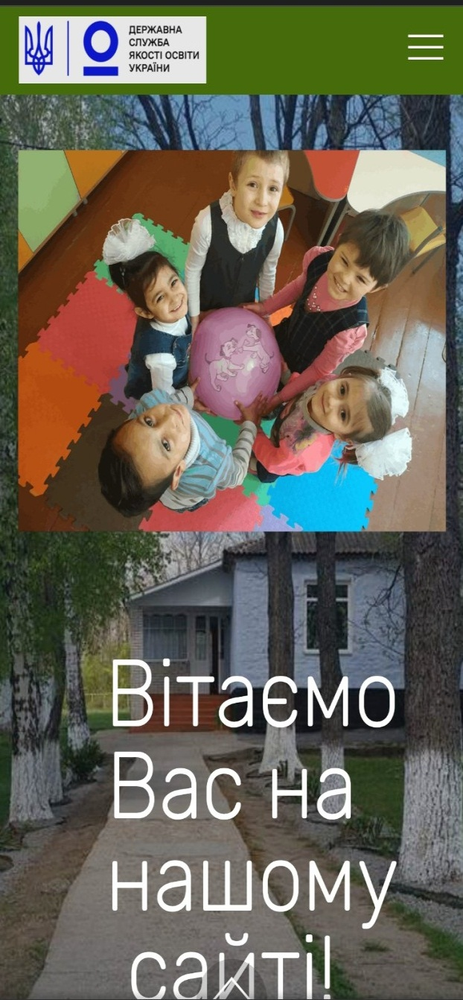 ДЕРЖАВНА
СЛУЖБА
ЯКОСТІ ОСВІТИ
УКРАЇНИ
Вітаємо
Вас на
нашому
сайті!